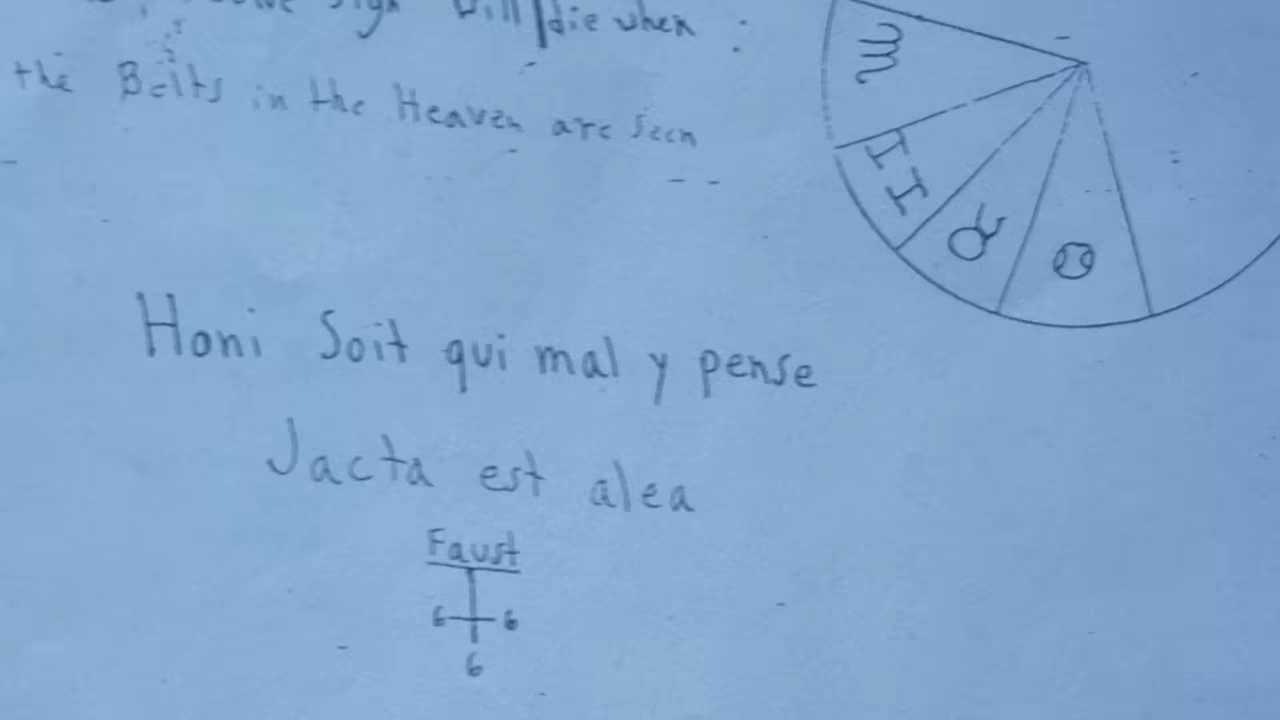 Sign will die when :
the Belts in the Heaven are Seen
♏
♊
♉
♋
Honi Soit qui mal y pense
Jacta est alea
Faust
6 6
6